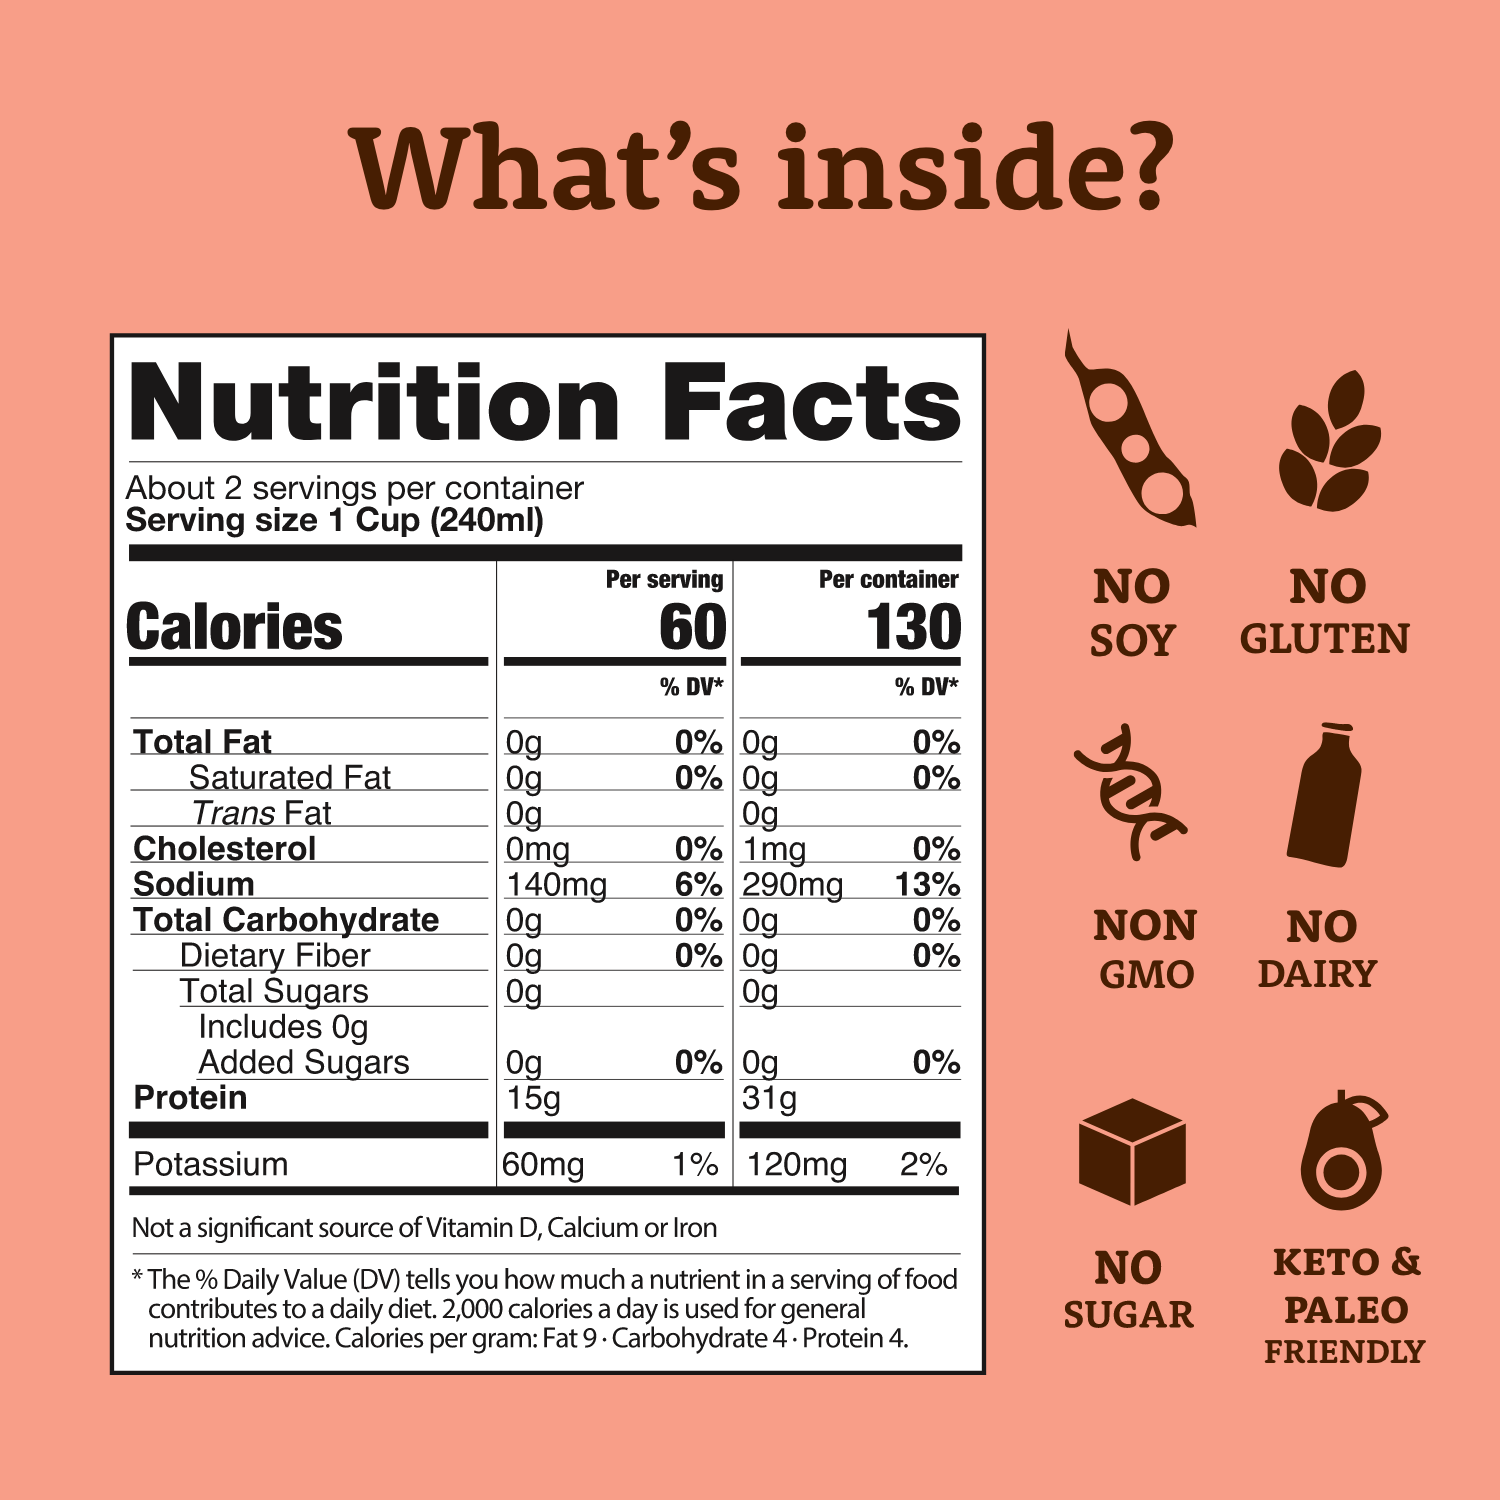 What's inside?
Nutrition Facts
About 2 servings per container
Serving size 1 Cup (240ml)
Per serving Per container
Calories 60 130
% DV* % DV*
Total Fat 0g 0% 0g 0%
Saturated Fat 0g 0% 0g 0%
Trans Fat 0g 0g
Cholesterol 0mg 0% 1mg 0%
Sodium 140mg 6% 290mg 13%
Total Carbohydrate 0g 0% 0g 0%
Dietary Fiber 0g 0% 0g 0%
Total Sugars 0g 0g
Includes 0g
Added Sugars 0g 0% 0g 0%
Protein 15g 31g
Potassium 60mg 1% 120mg 2%
Not a significant source of Vitamin D, Calcium or Iron
* The % Daily Value (DV) tells you how much a nutrient in a serving of food
contributes to a daily diet. 2,000 calories a day is used for general
nutrition advice. Calories per gram: Fat 9 · Carbohydrate 4 · Protein 4.
NO
SOY
NO
GLUTEN
NON
GMO
NO
DAIRY
NO
SUGAR
KETO &
PALEO
FRIENDLY